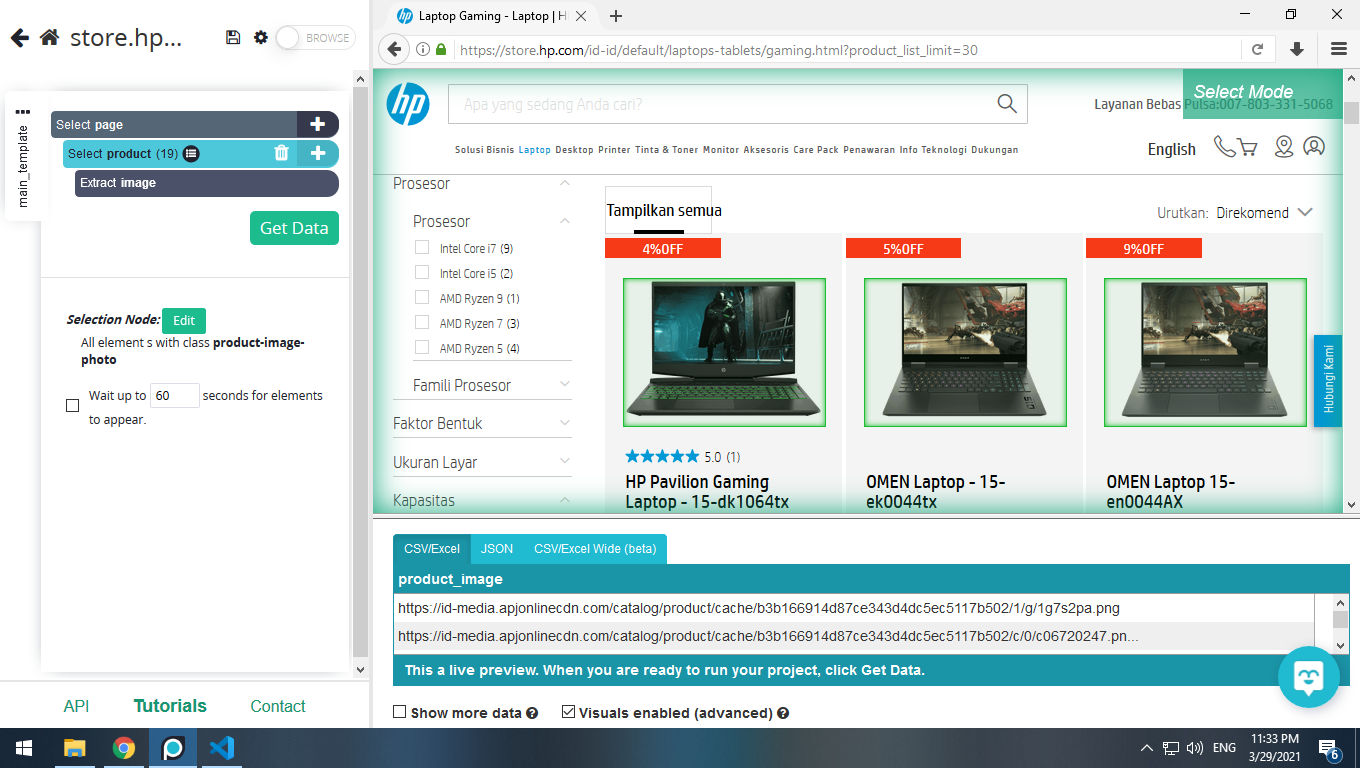 store.hp...
BROWSE
main_template
Select page
Select product (19)
Extract image
Get Data
Selection Node: Edit
All element s with class product-image-
photo
Wait up to 60 seconds for elements
to appear.
API Tutorials Contact
Laptop Gaming - Laptop | H
https://store.hp.com/id-id/default/laptops-tablets/gaming.html?product_list_limit=30
Select Mode
hp
Apa yang sedang Anda cari?
Layanan Bebas Pulsa:007-803-331-5068
Solusi Bisnis Laptop Desktop Printer Tinta & Toner Monitor Aksesoris Care Pack Penawaran Info Teknologi Dukungan
English
Prosesor
Prosesor
Intel Core i7 (9)
Intel Core i5 (2)
AMD Ryzen 9 (1)
AMD Ryzen 7 (3)
AMD Ryzen 5 (4)
Famili Prosesor
Faktor Bentuk
Ukuran Layar
Kapasitas
Tampilkan semua
Urutkan: Direkomend
4%OFF
5%OFF
9%OFF
5.0 (1)
HP Pavilion Gaming
Laptop - 15-dk1064tx
OMEN Laptop - 15-
ek0044tx
OMEN Laptop 15-
en0044AX
Hubungi Kami
CSV/Excel JSON CSV/Excel Wide (beta)
product_image
https://id-media.apjonlinecdn.com/catalog/product/cache/b3b166914d87ce343d4dc5ec5117b502/1/g/1g7s2pa.png
https://id-media.apjonlinecdn.com/catalog/product/cache/b3b166914d87ce343d4dc5ec5117b502/c/0/c06720247.pn...
This a live preview. When you are ready to run your project, click Get Data.
Show more data
Visuals enabled (advanced)
ENG
11:33 PM
3/29/2021
6